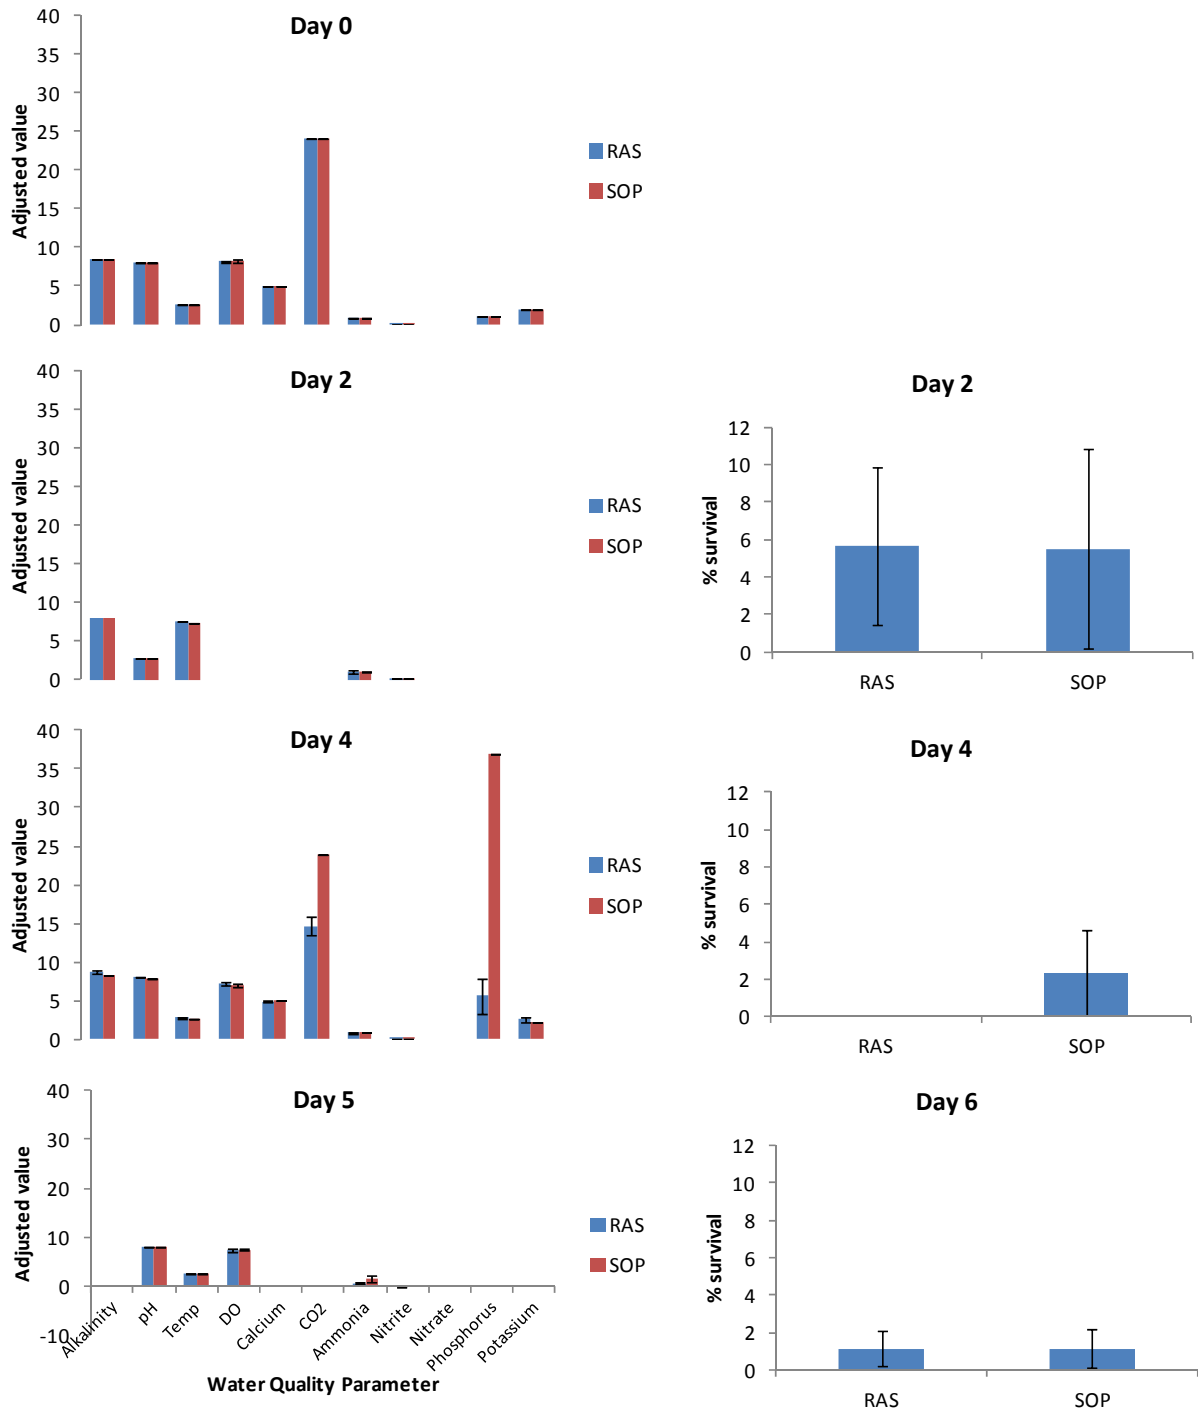 Day 0
40
35
30
25
20
15
10
5
0
Adjusted value
RAS
SOP
Day 2
40
35
30
25
20
15
10
5
0
Adjusted value
RAS
SOP
Day 2
12
10
8
6
4
2
0
% survival
RAS SOP
Day 4
40
35
30
25
20
15
10
5
0
Adjusted value
RAS
SOP
Day 4
12
10
8
6
4
2
0
% survival
RAS SOP
Day 5
40
30
20
10
0
-10
Adjusted value
RAS
SOP
Alkalinity
pH
Temp
DO
Calcium
CO2
Ammonia
Nitrite
Nitrate
Phosphorus
Potassium
Water Quality Parameter
Day 6
12
10
8
6
4
2
0
% survival
RAS SOP